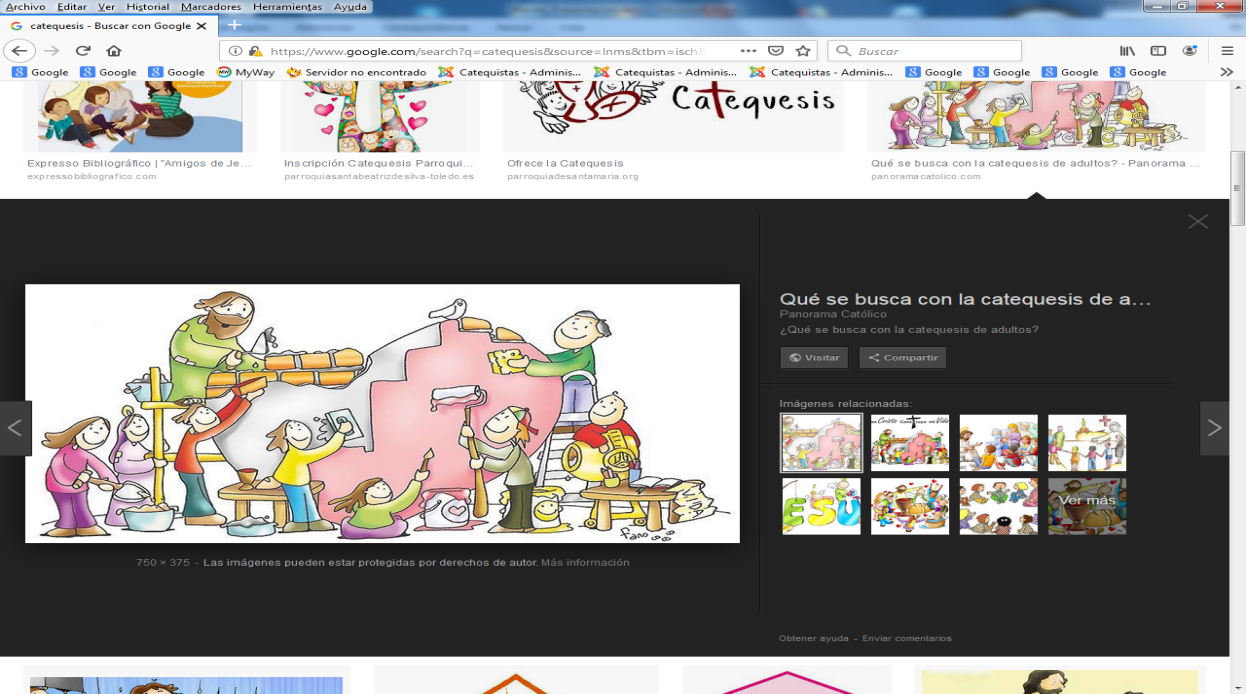 Archivo Editar Ver Historial Marcadores Herramientas Ayuda
catequesis - Buscar con Google
https://www.google.com/search?q=catequesis&source=lnms&tbm=isch&
Buscar
Google Google Google MyWay Servidor no encontrado Catequistas - Adminis... Catequistas - Adminis... Catequistas - Adminis... Google Google Google Google
Catequesis
Expresso Bibliográfico | "Amigos de Je...
expressobibliografico.com
Inscripción Catequesis Parroqui...
parroquiasantabeatrizdesilva-toledo.es
Ofrece la Catequesis
parroquiadesantamaria.org
Qué se busca con la catequesis de adultos? - Panorama ...
panoramacatolico.com
Fano
750 × 375 - Las imágenes pueden estar protegidas por derechos de autor. Más información
Qué se busca con la catequesis de a...
Panorama Católico
¿Qué se busca con la catequesis de adultos?
Visitar Compartir
Imágenes relacionadas:
ESU
Ver más
Obtener ayuda - Enviar comentarios